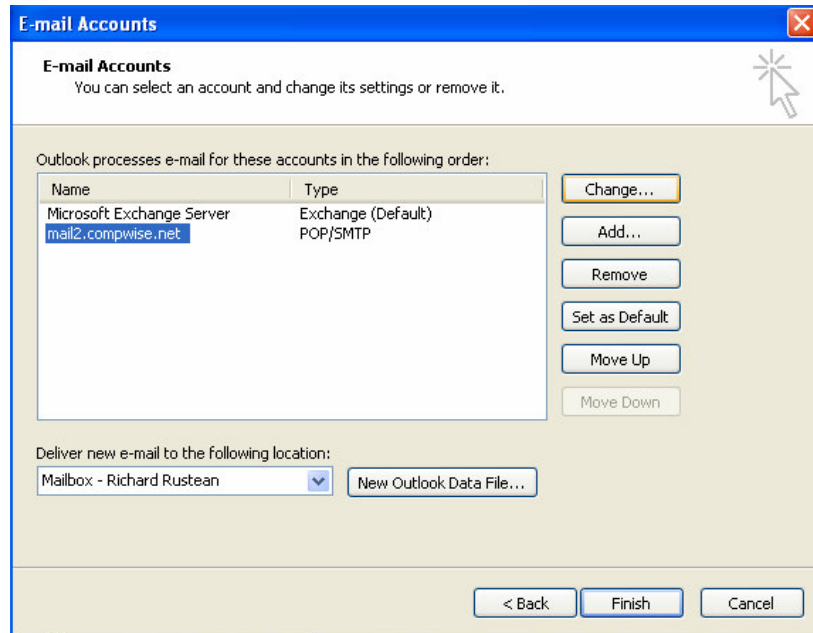 E-mail Accounts
E-mail Accounts
You can select an account and change its settings or remove it.
Outlook processes e-mail for these accounts in the following order:
Name Type
Microsoft Exchange Server Exchange (Default)
mail2.compwise.net POP/SMTP
Change...
Add...
Remove
Set as Default
Move Up
Move Down
Deliver new e-mail to the following location:
Mailbox - Richard Rustean New Outlook Data File...
< Back Finish Cancel